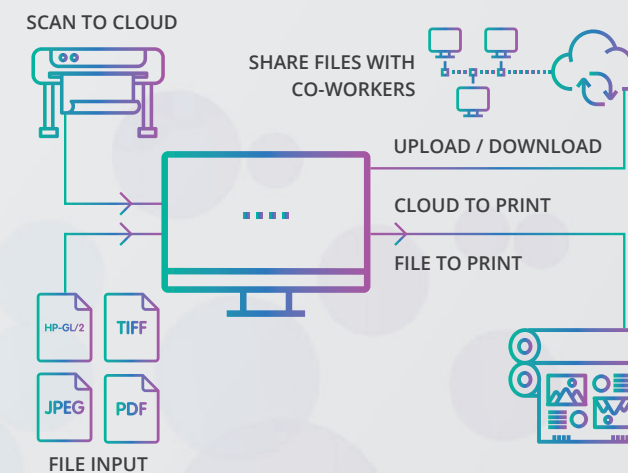 SCAN TO CLOUD
SHARE FILES WITH
CO-WORKERS
UPLOAD / DOWNLOAD
CLOUD TO PRINT
FILE TO PRINT
HP-GL/2
TIFF
JPEG
PDF
FILE INPUT